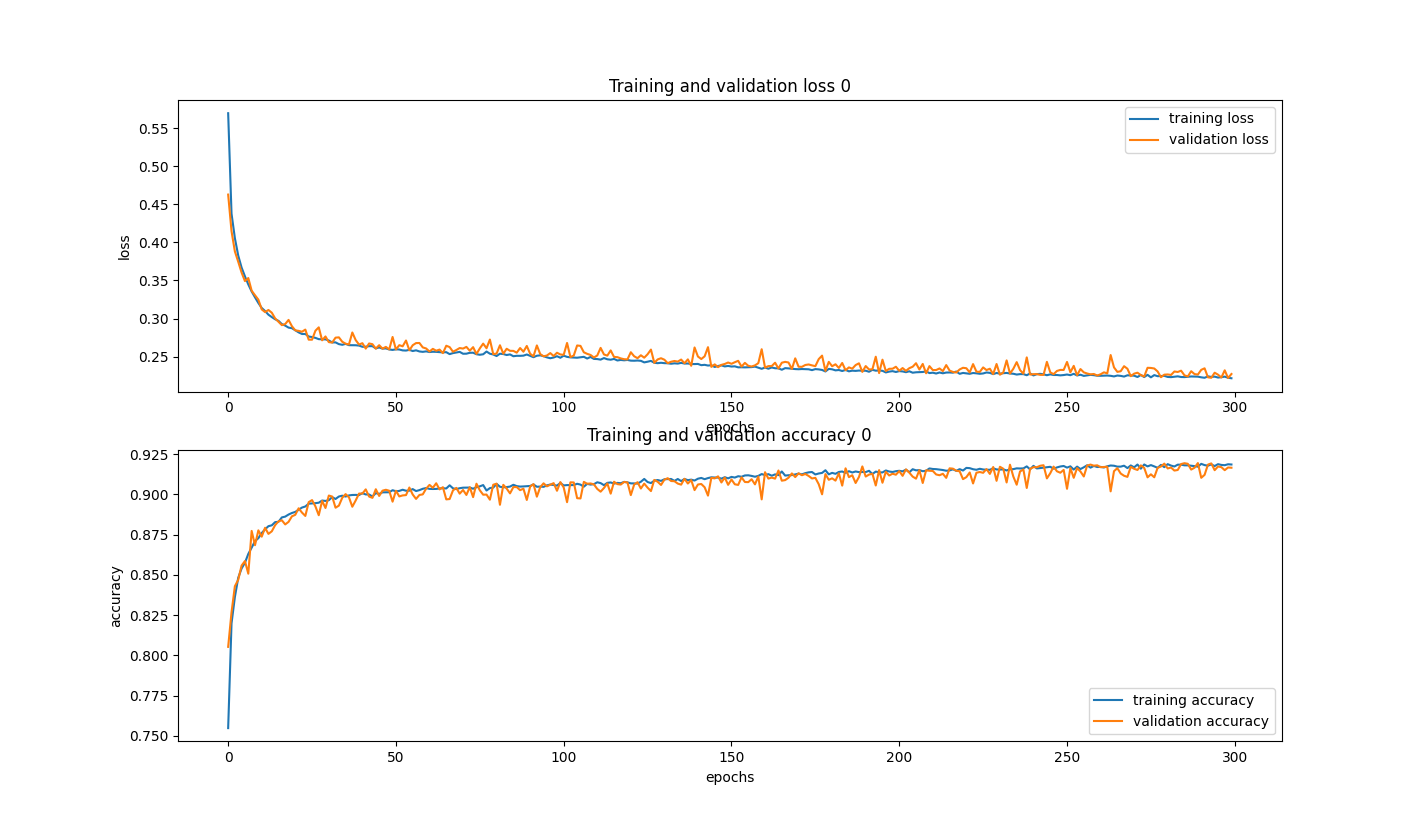 Training and validation loss 0
training loss
validation loss
loss
0.55
0.50
0.45
0.40
0.35
0.30
0.25
0 50 100 150 200 250 300
epochs
Training and validation accuracy 0
accuracy
0.925
0.900
0.875
0.850
0.825
0.800
0.775
0.750
training accuracy
validation accuracy
0 50 100 150 200 250 300
epochs